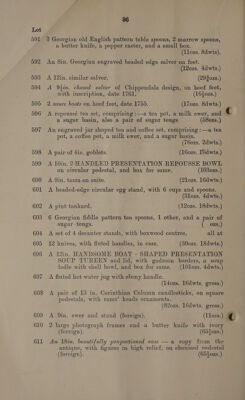 36
Lot
591 3 Georgian old English pattern table spoons, 2 marrow spoons,
a butter knife, a pepper caster, and a small box.
(11ozs. 8dwts).
592 An 8in. Georgian engraved beaded edge salver on feet.
(12ozs. 4dwts.)
593 A 12in. similar salver. (29¾ozs.)
594 A 9½in. chased salver of Chippendale design, on hoof feet,
with inscription, date 1761. (16¾ozs.)
595 2 sauce boats on hoof feet, date 1755. (17ozs. 8dwts.)
596 A repoussé tea set, comprising:—a tea pot, a milk ewer, and
a sugar basin, also a pair of sugar tongs (58ozs.)
597 An engraved jar shaped tea and coffee set, comprising:—a tea
pot, a coffee pot, a milk ewer, and a sugar basin.
(76ozs. 2dwts.)
598 A pair of 6in. goblets. (16ozs. 15dwts.)
599 A 10in. 2 HANDLED PRESENTATION REPOUSSE BOWL
on circular pedestal, and box for same. (103ozs.)
600 A 9in. tazza en suite. (21ozs. 16dwts.)
601 A beaded-edge circular egg stand, with 6 cups and spoons.
(31ozs. 4dwts.)
602 A pint tankard. (12ozs. 18dwts.)
603 6 Georgian fiddle pattern tea spoons, 1 other, and a pair of
sugar tongs. ( ozs.)
604 A set of 4 decanter stands, with boxwood centres. all at
605 12 knives, with fluted handles, in case. (39ozs. 18dwts.)
606 A 12in. HANDSOME BOAT - SHAPED PRESENTATION
SOUP TUREEN and lid, with gadroon borders, a soup
ladle with shell bowl, and box for same. (101ozs. 4dwts.)
607 A fluted hot water jug with ebony handle.
(14ozs. 16dwts. gross.)
608 A pair of 13 in. Corinthian Column candlesticks, on square
pedestals, with rams' heads ornaments.
(82ozs. 16dwts. gross.)
609 A 9in. ewer and stand (foreign). (11ozs.)
610 2 large photograph frames and a butter knife with ivory
(foreign). (65¾ozs.)
611 An 18in. beautifully proportioned vase — a copy from the
antique, with figures in high relief, on ebonised pedestal
(foreign). (65¾ozs.)